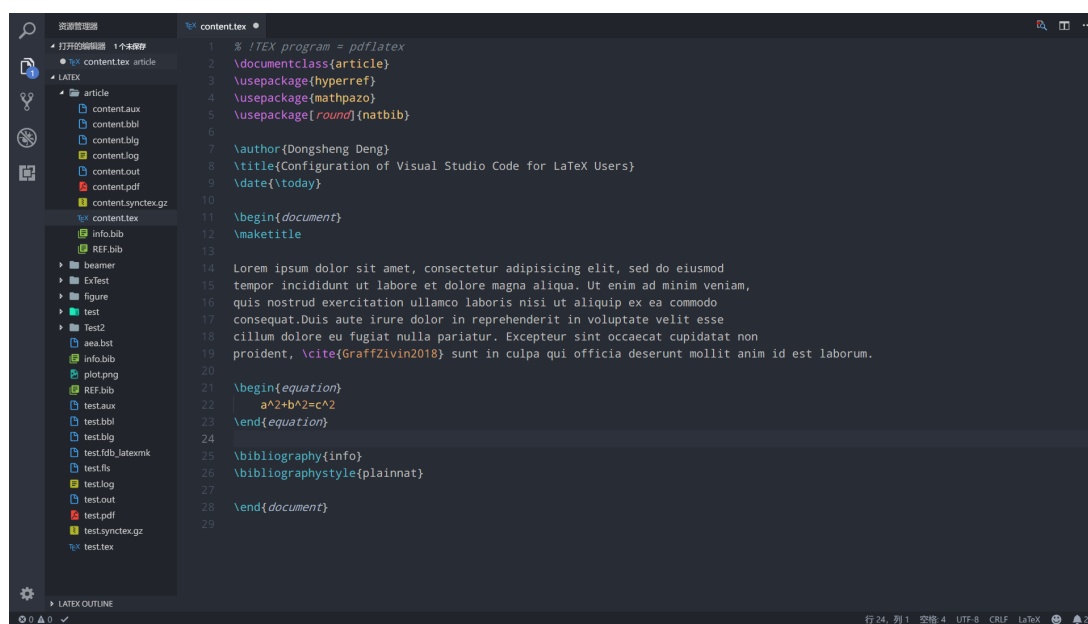 资源管理器
打开的编辑器 1 个未保存
TEX content.tex article
LATEX
article
content.aux
content.bbl
content.blg
content.log
content.out
content.pdf
content.synctex.gz
TEX content.tex
info.bib
REF.bib
beamer
ExTest
figure
test
Test2
aea.bst
info.bib
plot.png
REF.bib
test.aux
test.bbl
test.blg
test.fdb_latexmk
test.fls
test.log
test.out
test.pdf
test.synctex.gz
TEX test.tex
LATEX OUTLINE
1
TEX content.tex
1 % !TEX program = pdflatex
2 \documentclass{article}
3 \usepackage{hyperref}
4 \usepackage{mathpazo}
5 \usepackage[round]{natbib}
6
7 \author{Dongsheng Deng}
8 \title{Configuration of Visual Studio Code for LaTeX Users}
9 \date{\today}
10
11 \begin{document}
12 \maketitle
13
14 Lorem ipsum dolor sit amet, consectetur adipisicing elit, sed do eiusmod
15 tempor incididunt ut labore et dolore magna aliqua. Ut enim ad minim veniam,
16 quis nostrud exercitation ullamco laboris nisi ut aliquip ex ea commodo
17 consequat.Duis aute irure dolor in reprehenderit in voluptate velit esse
18 cillum dolore eu fugiat nulla pariatur. Excepteur sint occaecat cupidatat non
19 proident, \cite{GraffZivin2018} sunt in culpa qui officia deserunt mollit anim id est laborum.
20
21 \begin{equation}
22 a^2+b^2=c^2
23 \end{equation}
24
25 \bibliography{info}
26 \bibliographystyle{plainnat}
27
28 \end{document}
29
0 0
行 24, 列 1 空格: 4 UTF-8 CRLF LaTeX